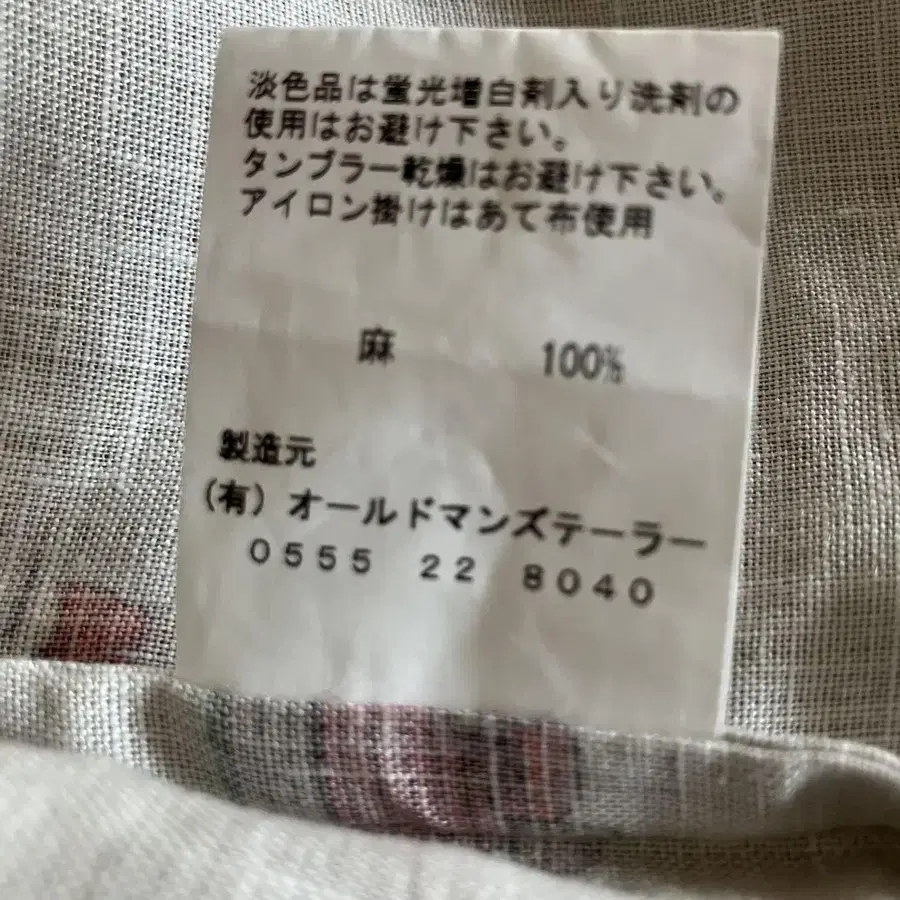 淡色品は蛍光増白剤入り洗剤の
使用はお避け下さい。
タンブラー乾燥はお避け下さい。
アイロン掛けはあて布使用
麻 100%
製造元
(有) オールドマンズテーラー
0555 22 8040